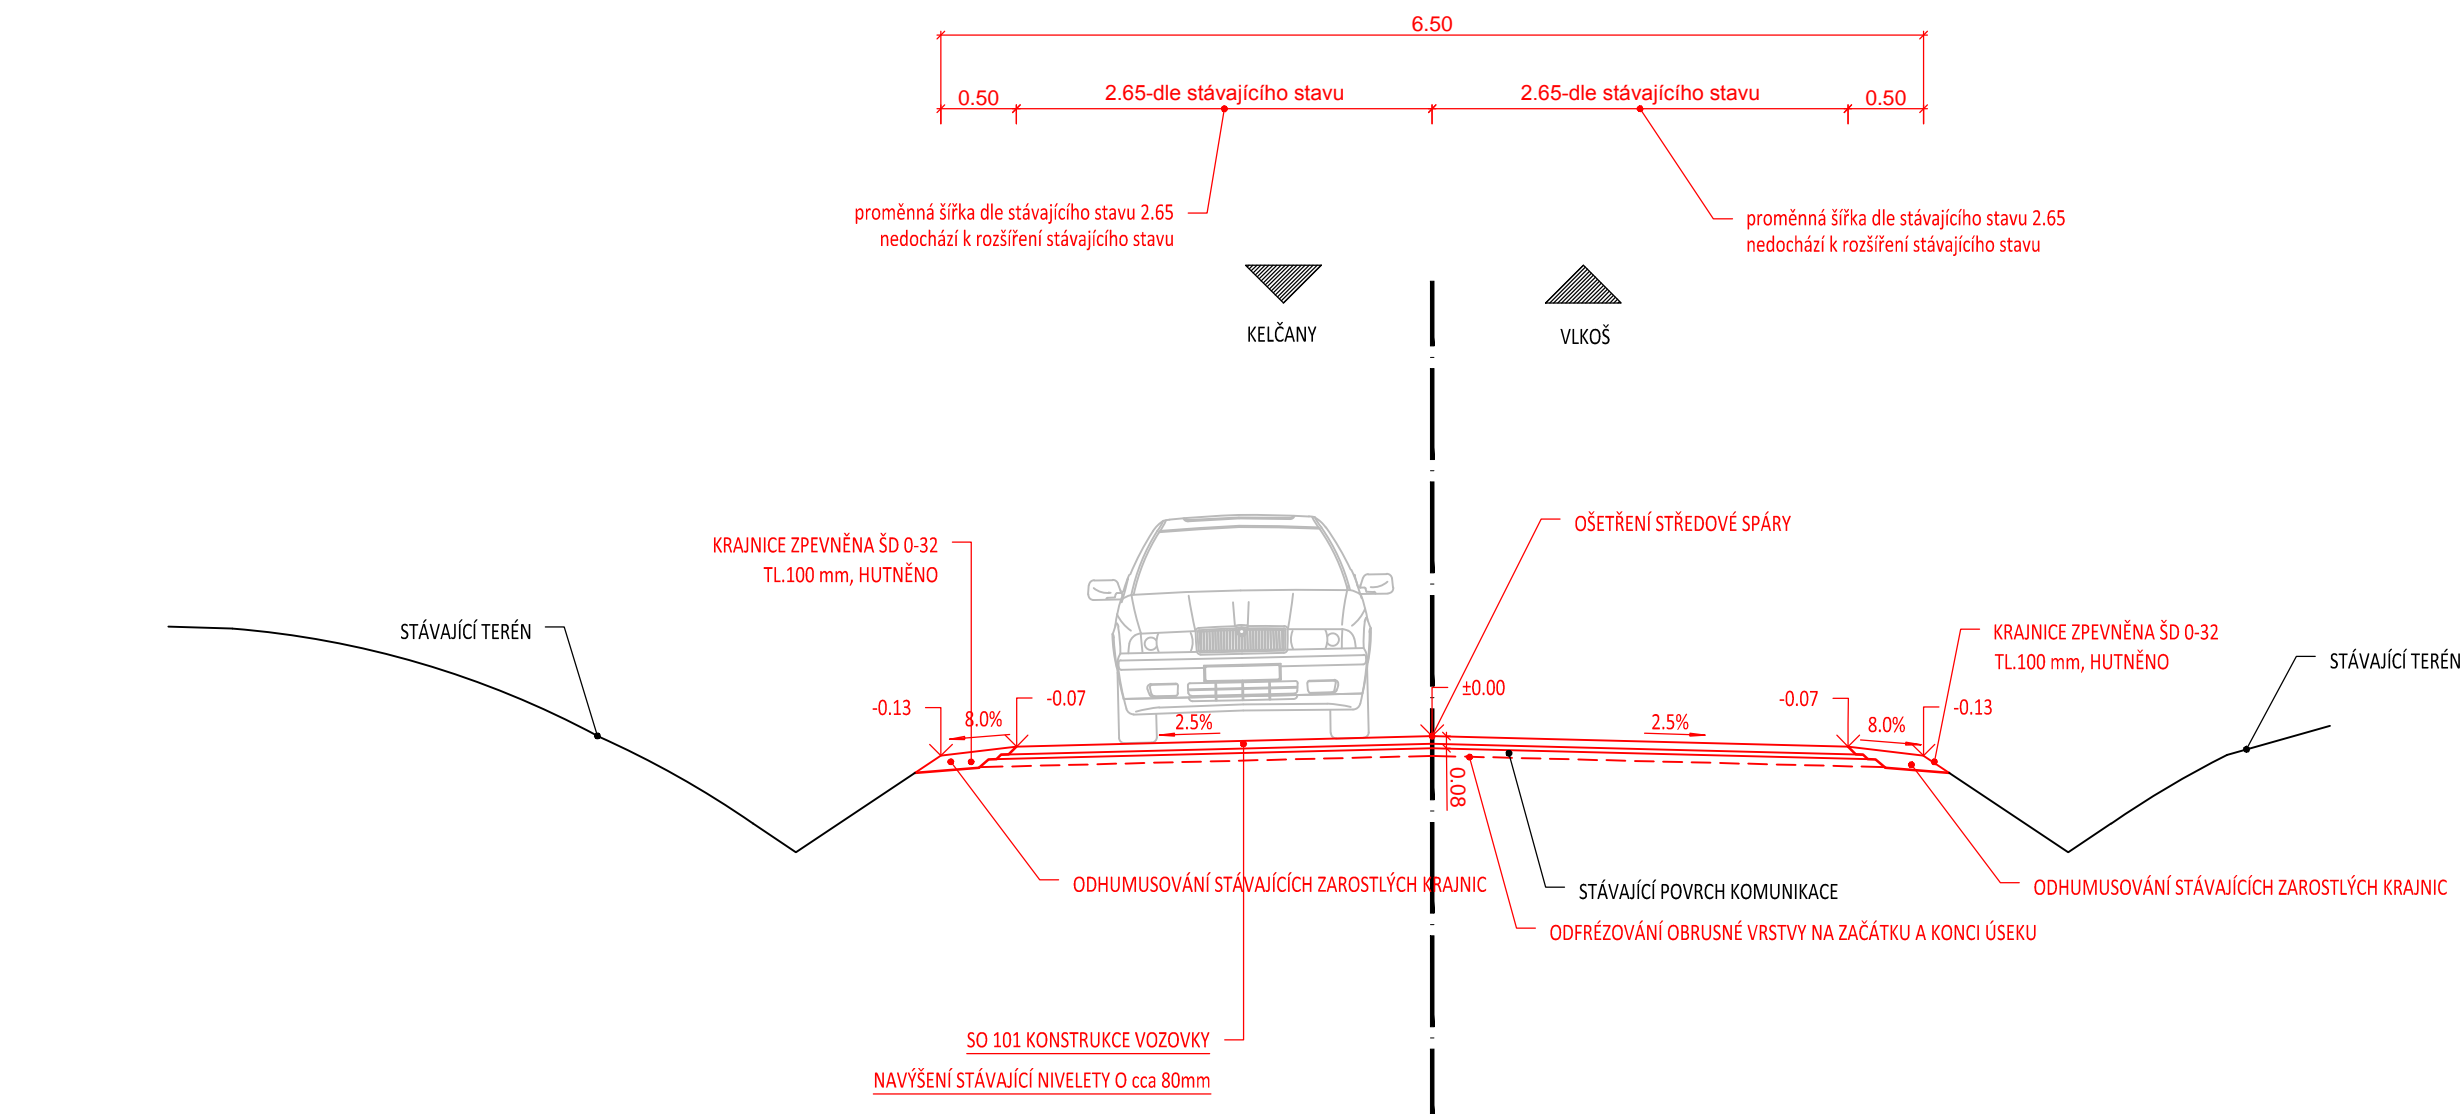 6.50
0.50
2.65-dle stávajícího stavu
2.65-dle stávajícího stavu
0.50
proměnná šířka dle stávajícího stavu 2.65
nedochází k rozšíření stávajícího stavu
proměnná šířka dle stávajícího stavu 2.65
nedochází k rozšíření stávajícího stavu
KELČANY
VLKOŠ
OŠETŘENÍ STŘEDOVÉ SPÁRY
KRAJNICE ZPEVNĚNA ŠD 0-32
TL.100 mm, HUTNĚNO
STÁVAJÍCÍ TERÉN
KRAJNICE ZPEVNĚNA ŠD 0-32
TL.100 mm, HUTNĚNO
STÁVAJÍCÍ TERÉN
-0.13
8.0%
-0.07
2.5%
±0.00
2.5%
-0.07
8.0%
-0.13
0.08
ODHUMUSOVÁNÍ STÁVAJÍCÍCH ZAROSTLÝCH KRAJNIC
STÁVAJÍCÍ POVRCH KOMUNIKACE
ODHUMUSOVÁNÍ STÁVAJÍCÍCH ZAROSTLÝCH KRAJNIC
ODFRÉZOVÁNÍ OBRUSNÉ VRSTVY NA ZAČÁTKU A KONCI ÚSEKU
SO 101 KONSTRUKCE VOZOVKY
NAVÝŠENÍ STÁVAJÍCÍ NIVELETY O cca 80mm